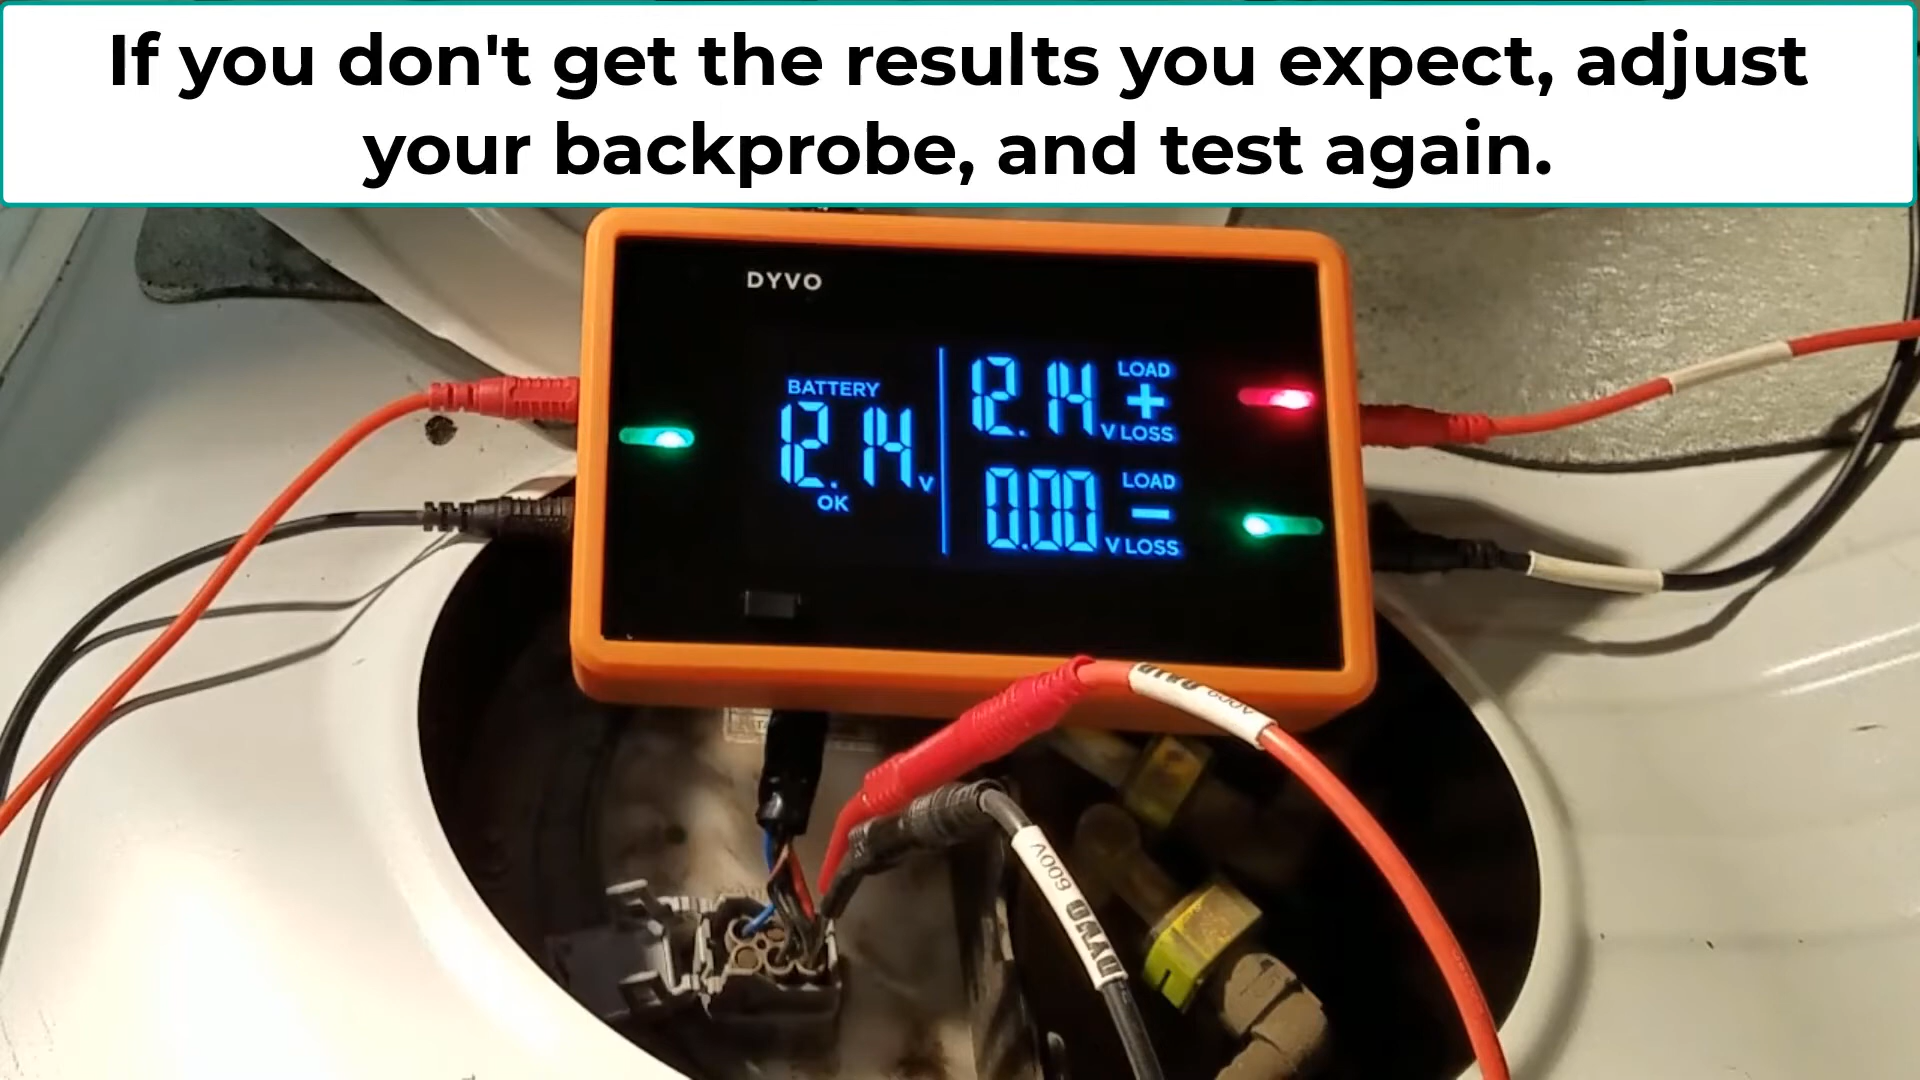 If you don't get the results you expect, adjust
your backprobe, and test again.
DYVO
BATTERY
12.14 V
OK
12.14
LOAD
+
V LOSS
0.00
LOAD
-
V LOSS
600V
600V
DYVO